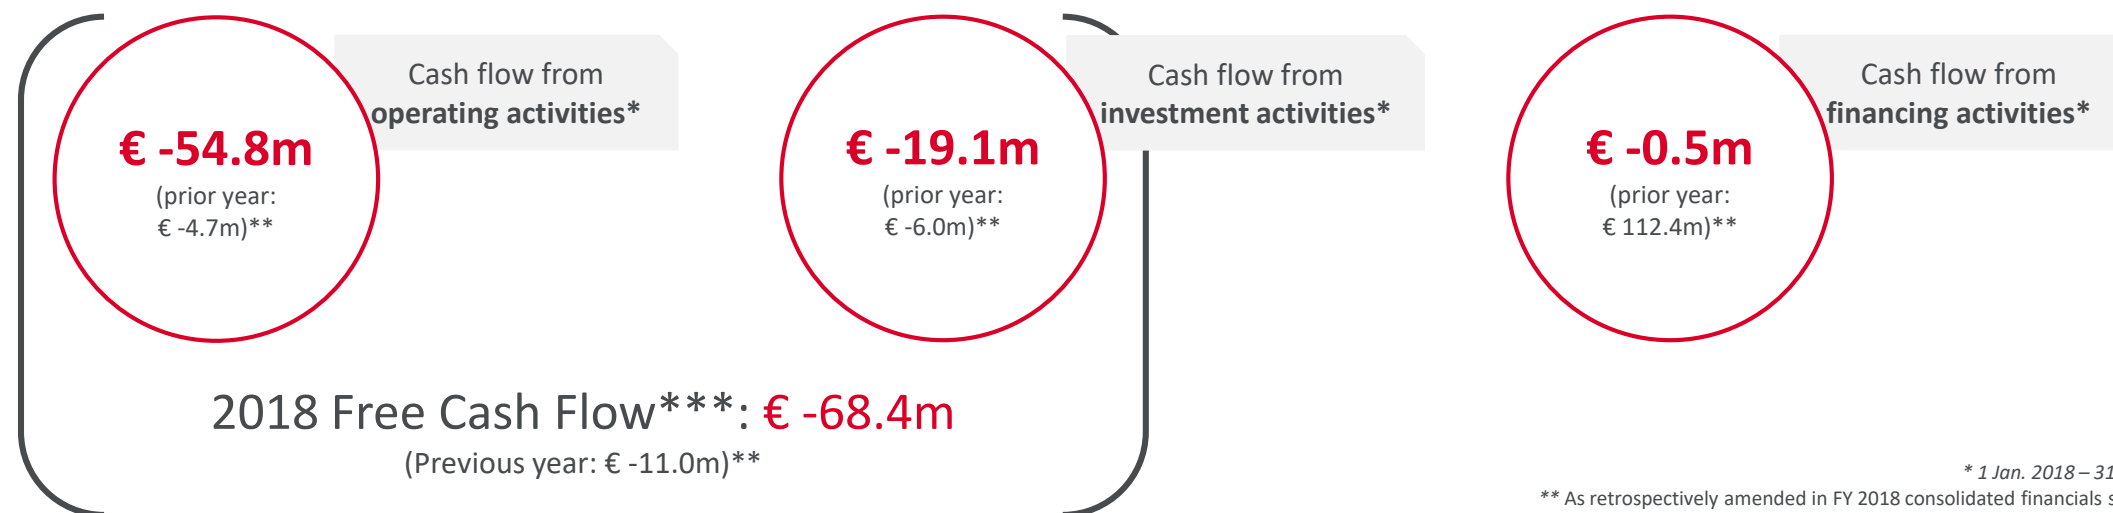 Cash flow from
operating activities*
€ -54.8m
(prior year:
€ -4.7m)**
Cash flow from
investment activities*
€ -19.1m
(prior year:
€ -6.0m)**
Cash flow from
financing activities*
€ -0.5m
(prior year:
€ 112.4m)**
2018 Free Cash Flow***: € -68.4m
(Previous year: € -11.0m)**
* 1 Jan. 2018 – 31
** As retrospectively amended in FY 2018 consolidated financials